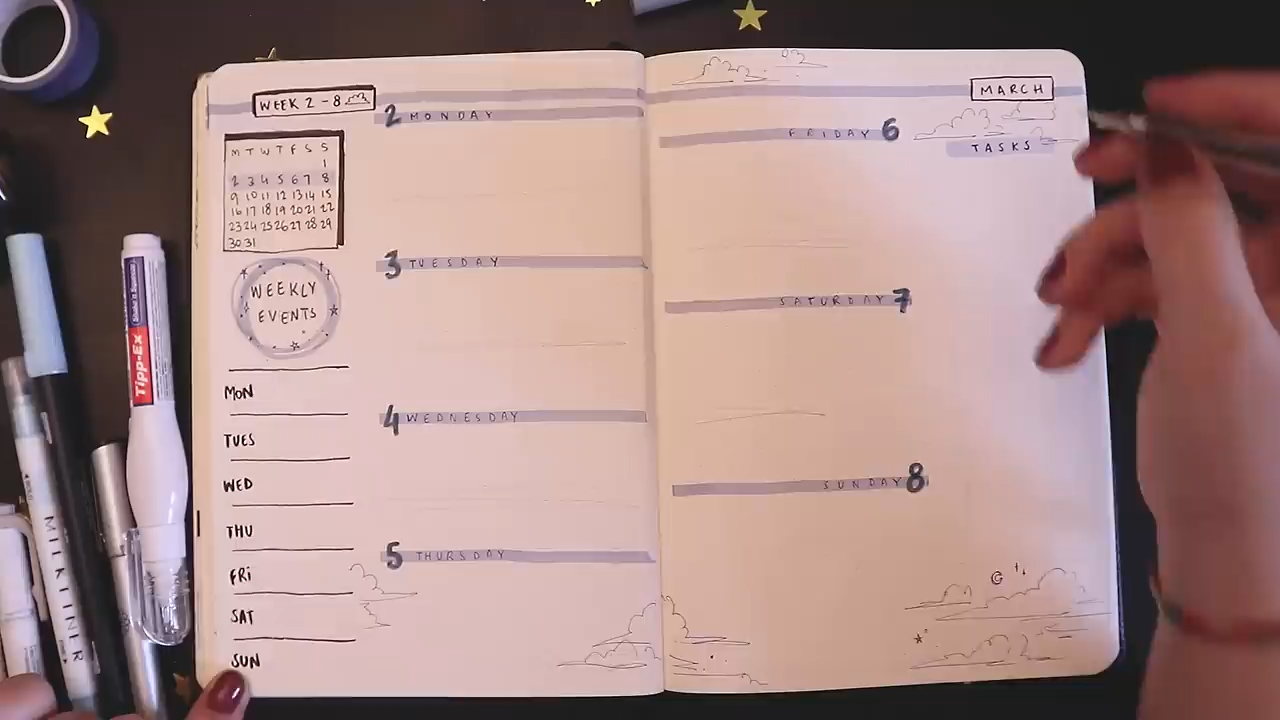 WEEK 2 - 8
M T W T F S S
1
2 3 4 5 6 7 8
9 10 11 12 13 14 15
16 17 18 19 20 21 22
23 24 25 26 27 28 29
30 31
WEEKLY
EVENTS
MON
TUES
WED
THU
FRI
SAT
SUN
2 MONDAY
3 TUESDAY
4 WEDNESDAY
5 THURSDAY
MARCH
FRIDAY 6
TASKS
SATURDAY 7
SUNDAY 8
Tipp-Ex
Shake'n Squeeze
MILDLINER